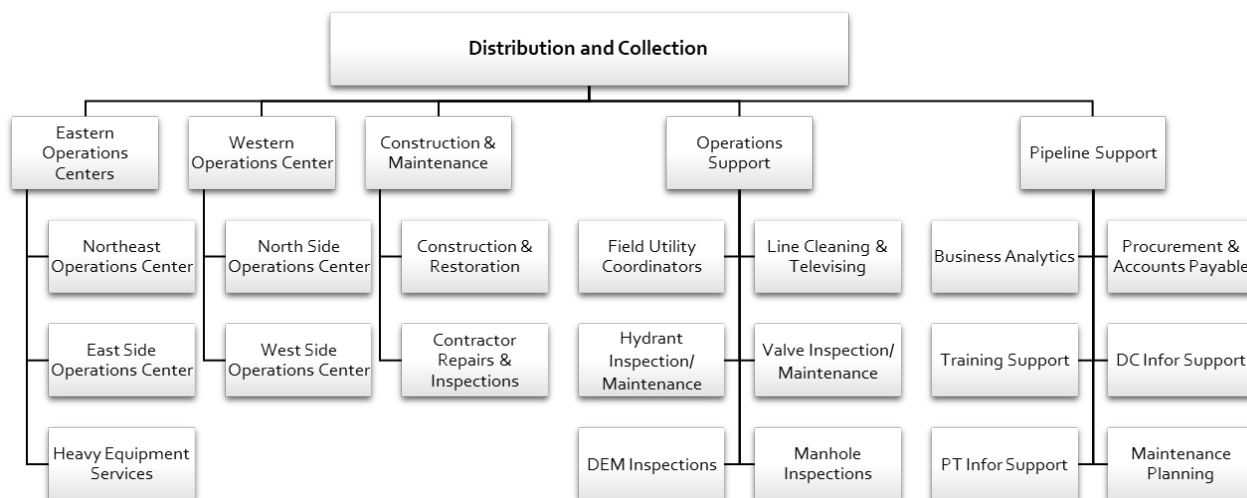 Distribution and Collection
Eastern
Operations
Centers
Western
Operations Center
Construction &
Maintenance
Operations
Support
Pipeline Support
Northeast
Operations Center
North Side
Operations Center
Construction &
Restoration
Field Utility
Coordinators
Line Cleaning &
Televising
Business Analytics
Procurement &
Accounts Payable
East Side
Operations Center
West Side
Operations Center
Contractor
Repairs &
Inspections
Hydrant
Inspection/
Maintenance
Valve Inspection/
Maintenance
Training Support
DC Infor Support
Heavy Equipment
Services
DEM Inspections
Manhole
Inspections
PT Infor Support
Maintenance
Planning